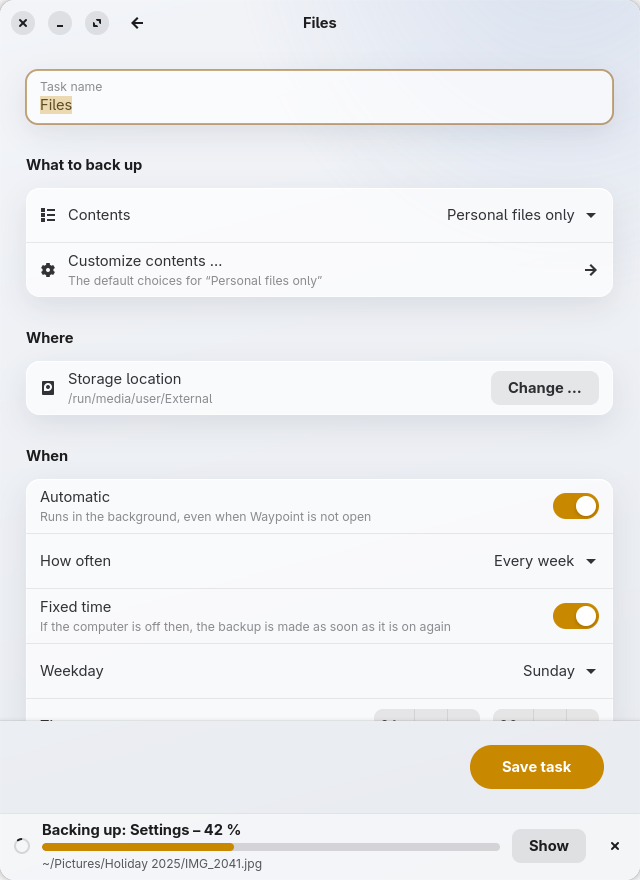 Files
Task name
Files
What to back up
Contents
Personal files only
Customize contents …
The default choices for “Personal files only”
Where
Storage location
/run/media/user/External
Change …
When
Automatic
Runs in the background, even when Waypoint is not open
How often
Every week
Fixed time
If the computer is off then, the backup is made as soon as it is on again
Weekday
Sunday
Save task
Backing up: Settings – 42 %
~/Pictures/Holiday 2025/IMG_2041.jpg
Show